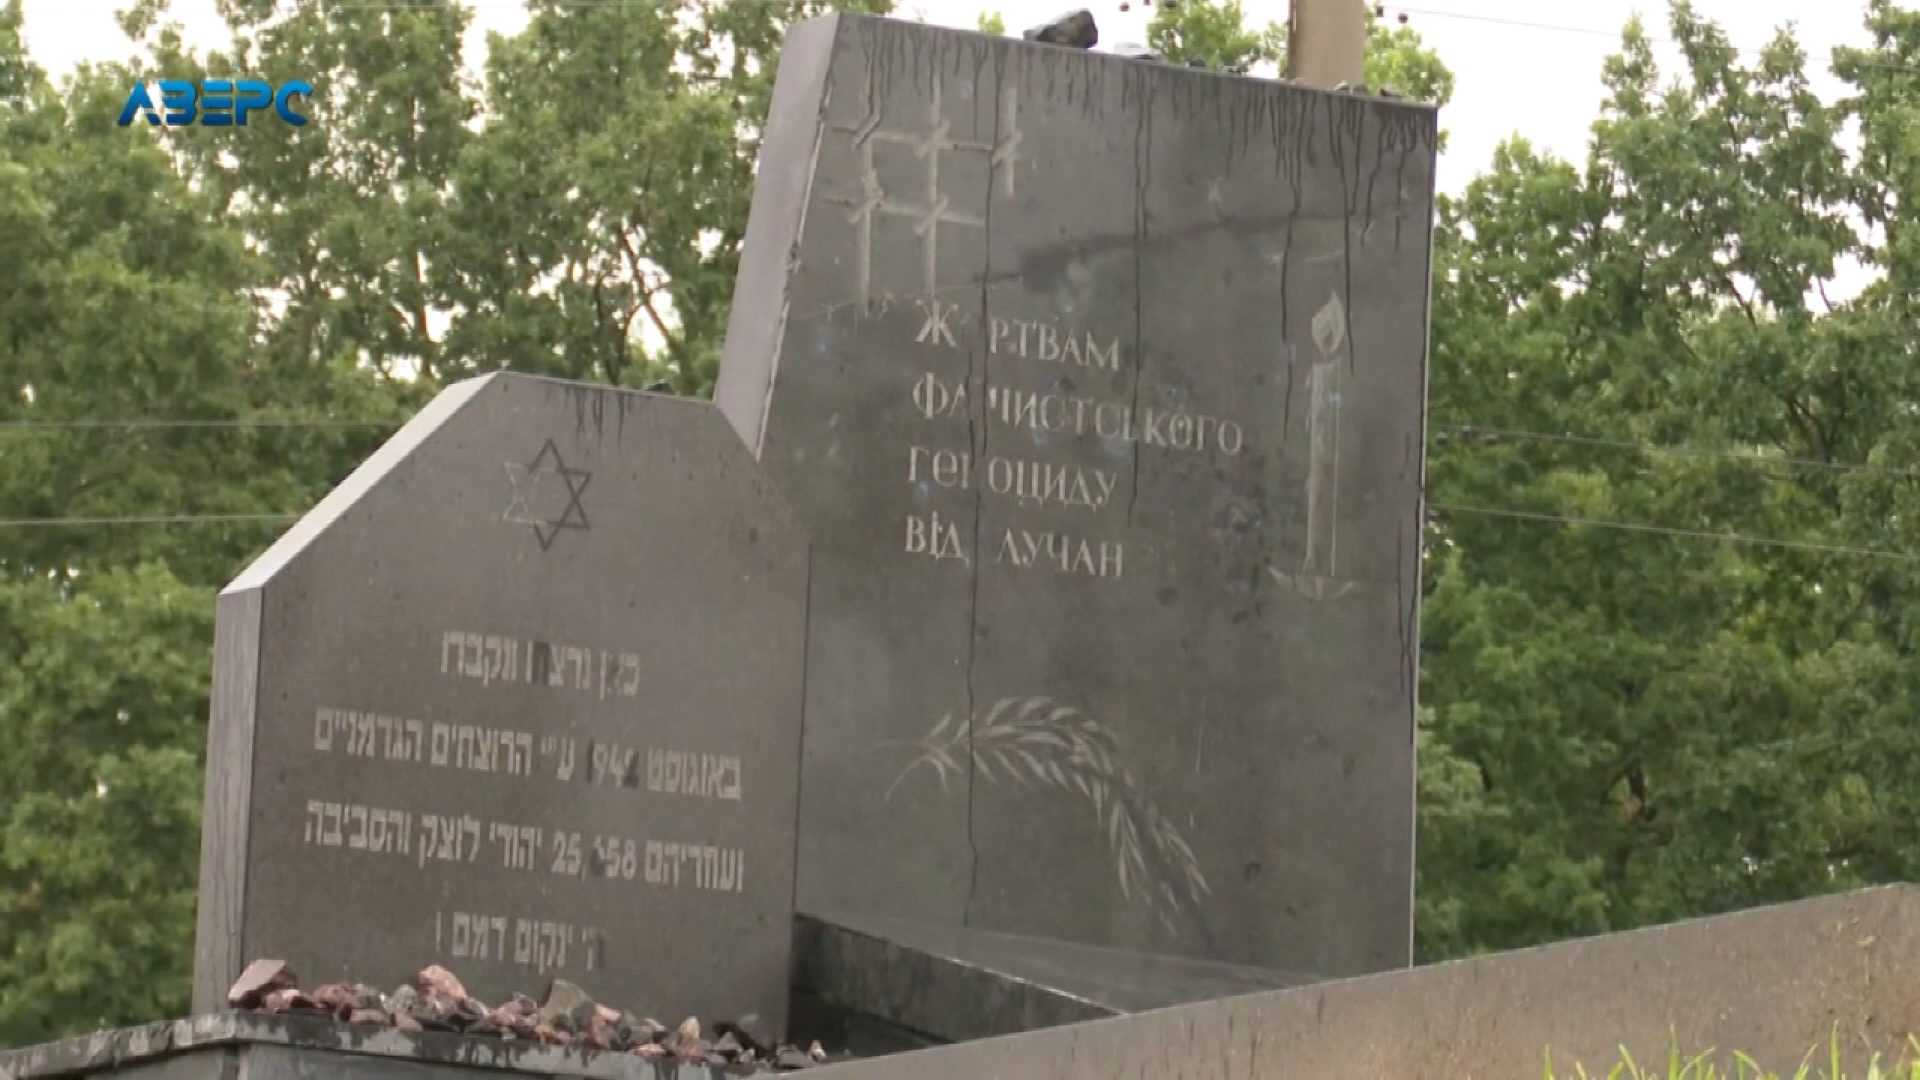 АВЕРС
Жертвам
фашистського
геноциду
від лучан
כאן נרצחו ונקברו
באוגוסט 1942 ע"י הרוצחים הגרמניים
ועוזריהם 25,658 יהודי לוצק והסביבה
ה' ינקום דמם !